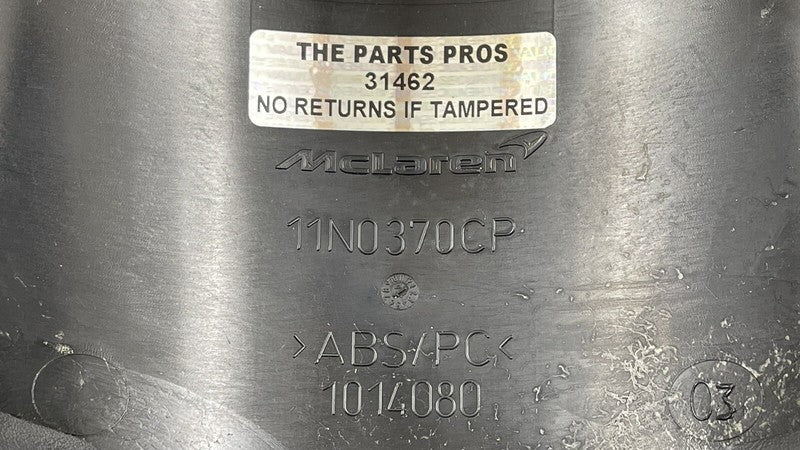 THE PARTS PROS
31462
NO RETURNS IF TAMPERED
McLaren
11N0370CP
>ABS/PC<
1014080
03